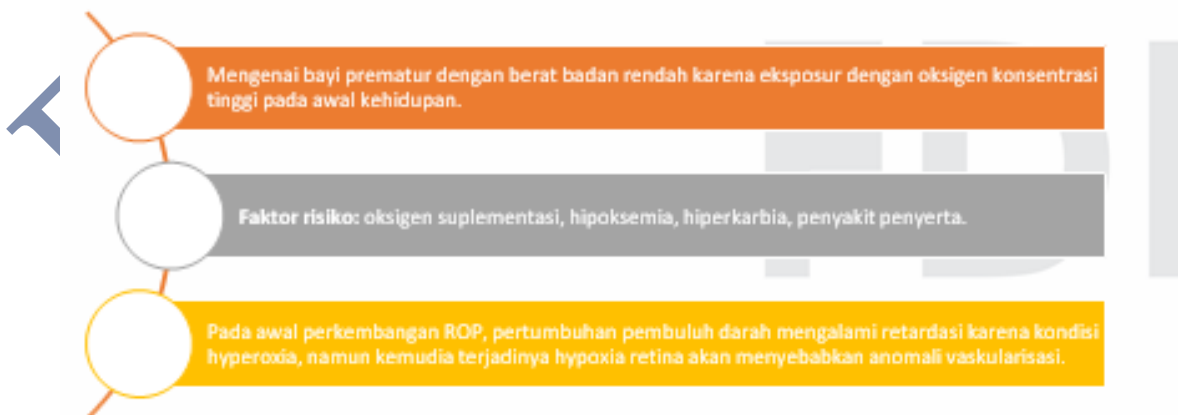 Mengenai bayi prematur dengan berat badan rendah karena eksposur dengan oksigen konsentrasi
tinggi pada awal kehidupan.
Faktor risiko: oksigen suplementasi, hipoksemia, hiperkarbia, penyakit penyerta.
Pada awal perkembangan ROP, pertumbuhan pembuluh darah mengalami retardasi karena kondisi
hyperoxia, namun kemudia terjadinya hypoxia retina akan menyebabkan anomali vaskularisasi.